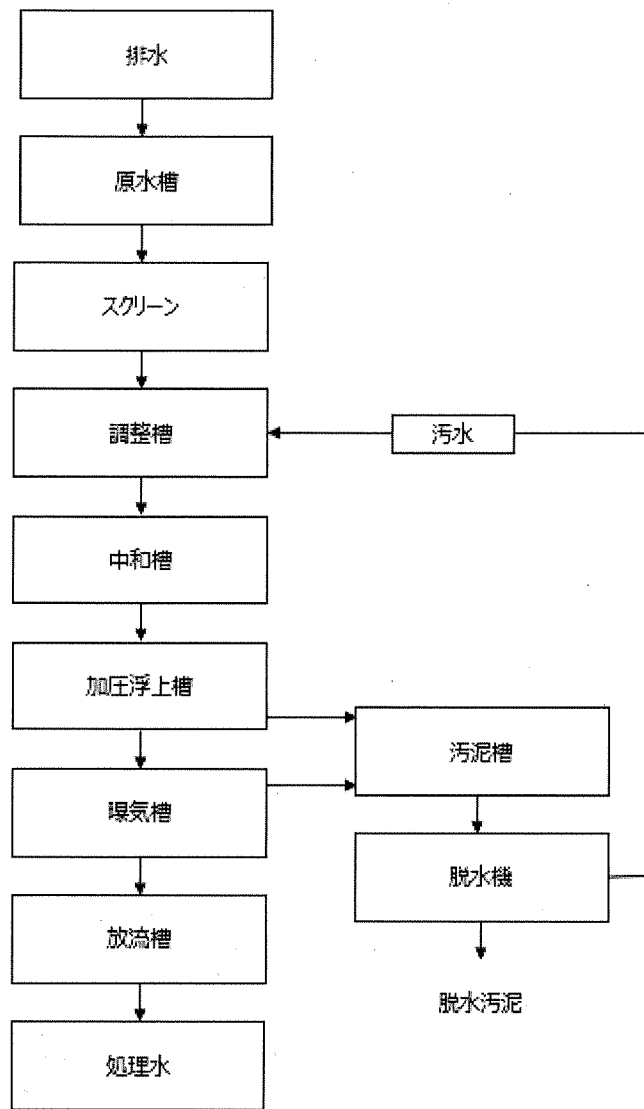 排水
原水槽
スクリーン
調整槽
汚水
中和槽
加圧浮上槽
汚泥槽
曝気槽
脱水機
放流槽
脱水汚泥
処理水